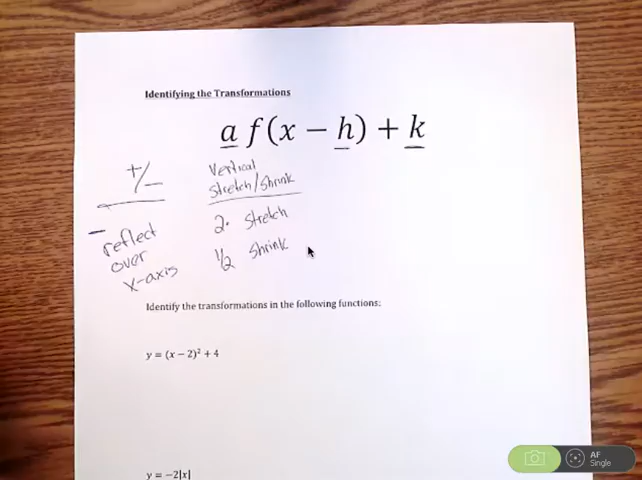 Identifying the Transformations
a f(x − h) + k
+/−
Vertical
Stretch/Shrink
− reflect
over
x-axis
2· Stretch
1/2 Shrink
Identify the transformations in the following functions:
y = (x − 2)² + 4
y = −2|x|
AF
Single